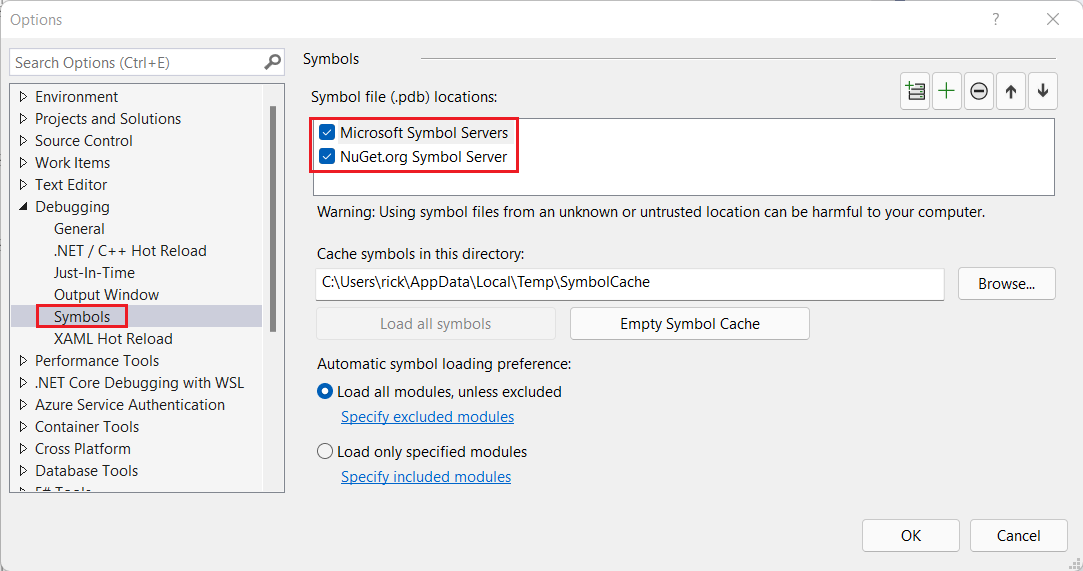 Options
Search Options (Ctrl+E)
Environment
Projects and Solutions
Source Control
Work Items
Text Editor
Debugging
General
.NET / C++ Hot Reload
Just-In-Time
Output Window
Symbols
XAML Hot Reload
Performance Tools
.NET Core Debugging with WSL
Azure Service Authentication
Container Tools
Cross Platform
Database Tools
F# Tools
Symbols
Symbol file (.pdb) locations:
Microsoft Symbol Servers
NuGet.org Symbol Server
Warning: Using symbol files from an unknown or untrusted location can be harmful to your computer.
Cache symbols in this directory:
C:\Users\rick\AppData\Local\Temp\SymbolCache
Browse...
Load all symbols
Empty Symbol Cache
Automatic symbol loading preference:
Load all modules, unless excluded
Specify excluded modules
Load only specified modules
Specify included modules
OK
Cancel